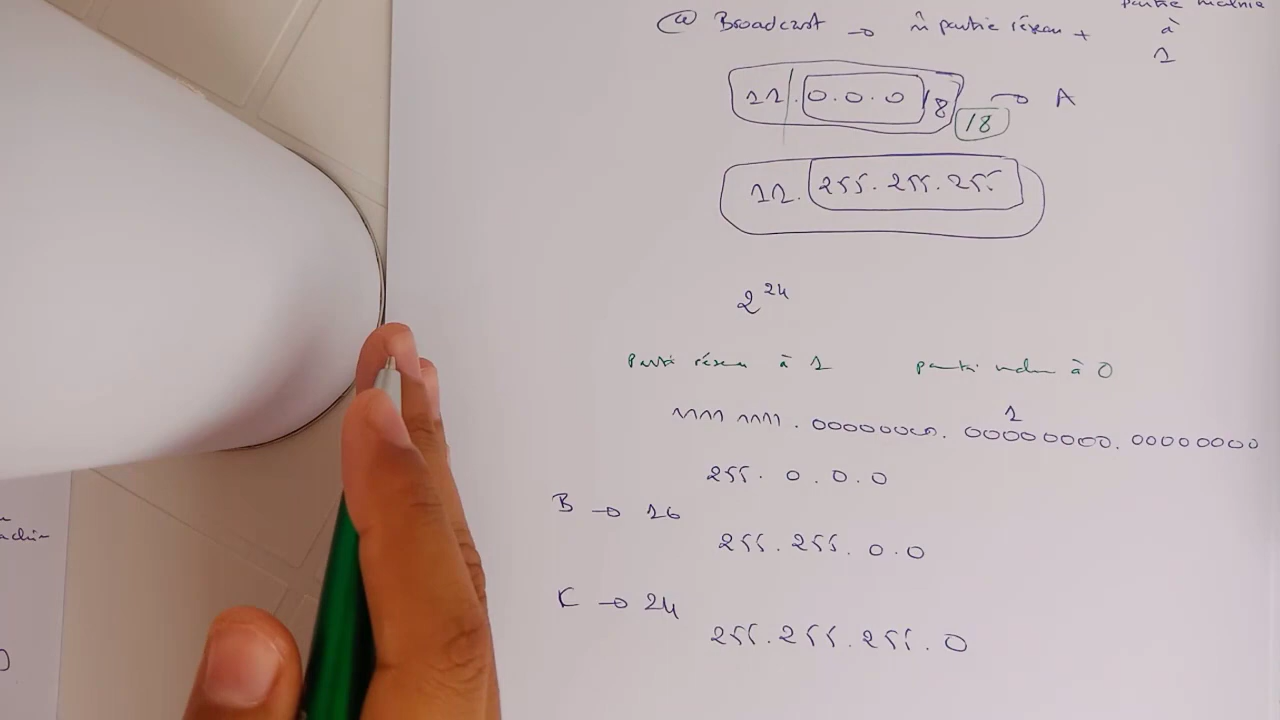 @ Broadcast → m̂ partie réseau + partie machine à 1
11.0.0.0/8 → A
/8
11.255.255.255
2^24
Partie réseau à 1 partie machine à 0
1
11111111.00000000.00000000.00000000
255.0.0.0
B → 16
255.255.0.0
C → 24
255.255.255.0